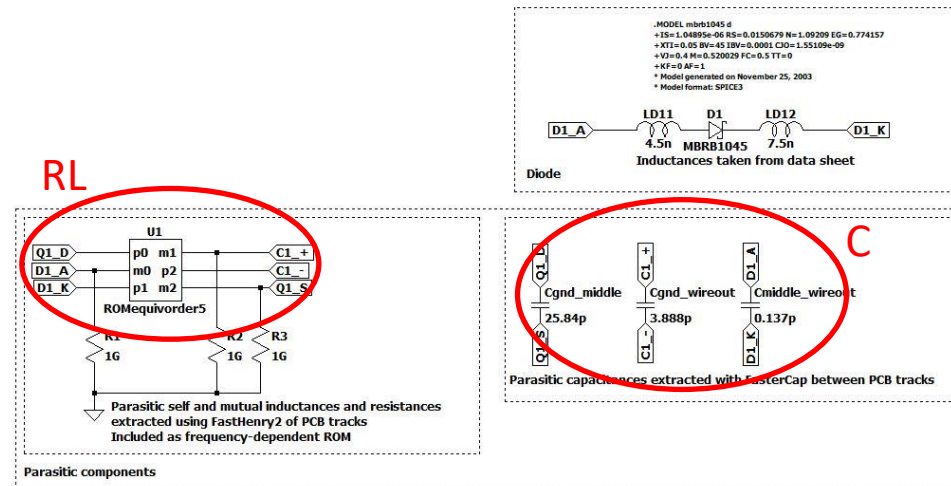 .MODEL mbrb1045 d
+IS=1.04895e-06 RS=0.0150679 N=1.09209 EG=0.774157
+XTI=0.05 BV=45 IBV=0.0001 CJO=1.55109e-09
+VJ=0.4 M=0.520029 FC=0.5 TT=0
+KF=0 AF=1
* Model generated on November 25, 2003
* Model format: SPICE3
LD11 D1 LD12
D1_A D1_K
4.5n MBRB1045 7.5n
Inductances taken from data sheet
Diode
RL
U1
Q1_D p0 m1 C1_+
D1_A m0 p2 C1_-
D1_K p1 m2 Q1_S
ROMequivorder5
R1 R2 R3
1G 1G 1G
Parasitic self and mutual inductances and resistances
extracted using FastHenry2 of PCB tracks
Included as frequency-dependent ROM
Parasitic components
C
Q1_D C1_+ D1_A
Cgnd_middle Cgnd_wireout Cmiddle_wireout
25.84p 3.888p 0.137p
Q1_S C1_- D1_K
Parasitic capacitances extracted with FasterCap between PCB tracks